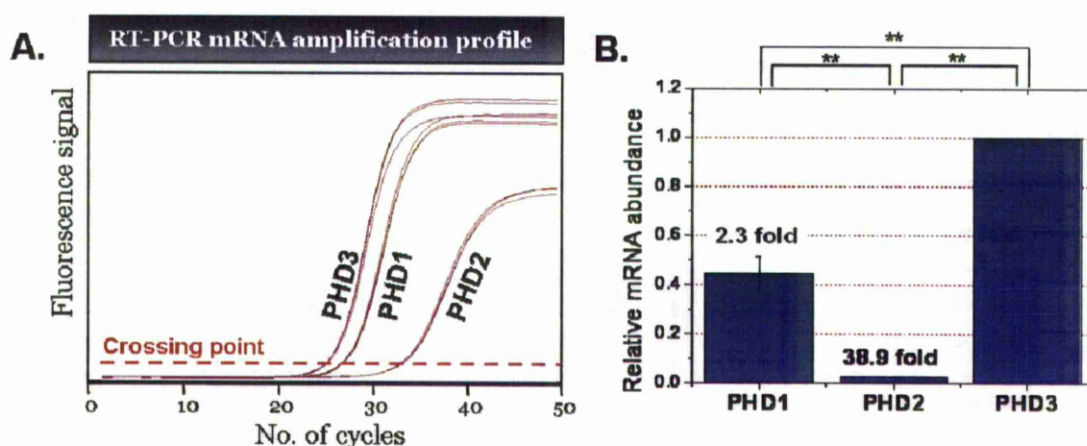 A.
RT-PCR mRNA amplification profile
Fluorescence signal
PHD3
PHD1
PHD2
Crossing point
0 10 20 30 40 50
No. of cycles
B.
**
** **
Relative mRNA abundance
1.2
1.0
0.8
0.6
0.4
0.2
0.0
2.3 fold
38.9 fold
PHD1 PHD2 PHD3